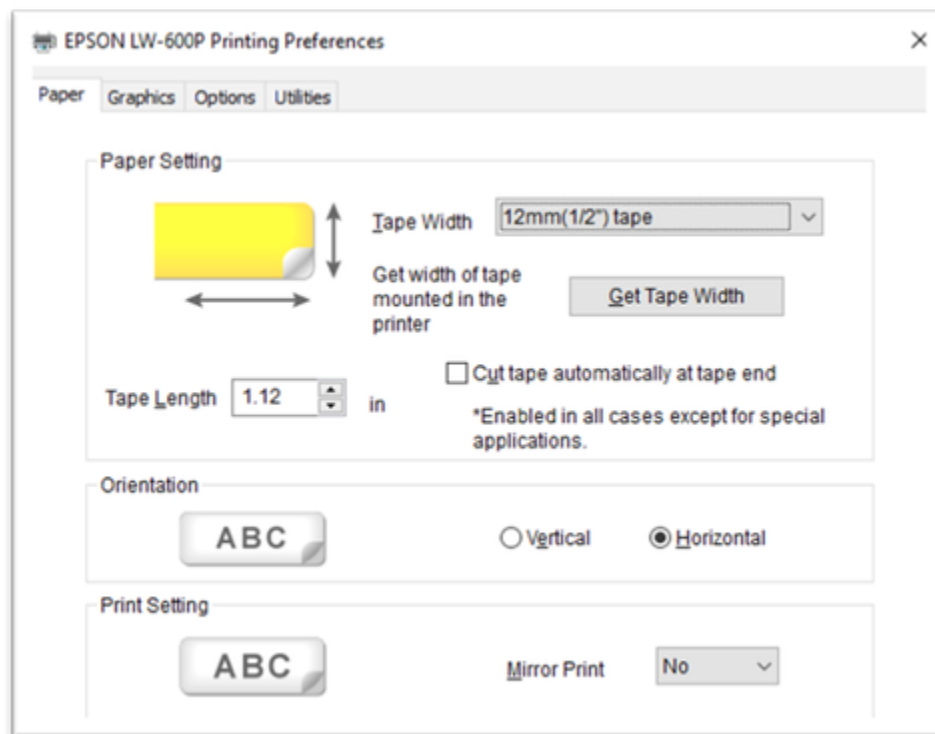 EPSON LW-600P Printing Preferences
Paper Graphics Options Utilities
Paper Setting
Tape Width 12mm(1/2") tape
Get width of tape
mounted in the
printer
Get Tape Width
Cut tape automatically at tape end
Tape Length 1.12 in
*Enabled in all cases except for special
applications.
Orientation
ABC
Vertical Horizontal
Print Setting
ABC
Mirror Print No